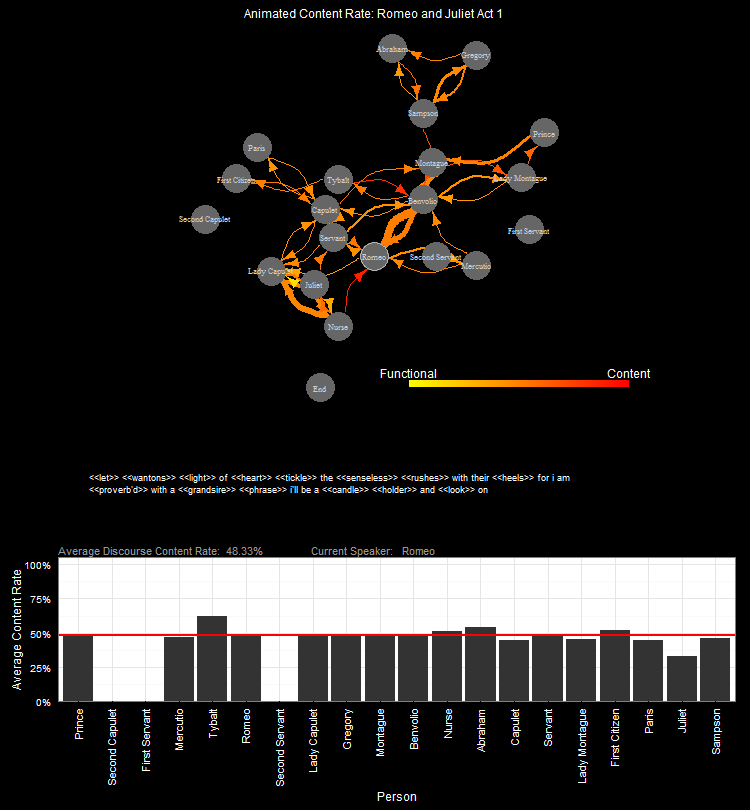 Animated Content Rate: Romeo and Juliet Act 1
Abraham
Gregory
Sampson
Prince
Paris
Montague
First Citizen
Tybalt
Lady Montague
Benvolio
Capulet
Second Capulet
First Servant
Servant
Romeo
Second Servant
Mercutio
Lady Capulet
Juliet
Nurse
Functional Content
End
<<let>> <<wantons>> <<light>> of <<heart>> <<tickle>> the <<senseless>> <<rushes>> with their <<heels>> for i am
<<proverb'd>> with a <<grandsire>> <<phrase>> i'll be a <<candle>> <<holder>> and <<look>> on
Average Discourse Content Rate: 48.33% Current Speaker: Romeo
Average Content Rate
100%
75%
50%
25%
0%
Prince
Second Capulet
First Servant
Mercutio
Tybalt
Romeo
Second Servant
Lady Capulet
Gregory
Montague
Benvolio
Nurse
Abraham
Capulet
Servant
Lady Montague
First Citizen
Paris
Juliet
Sampson
Person